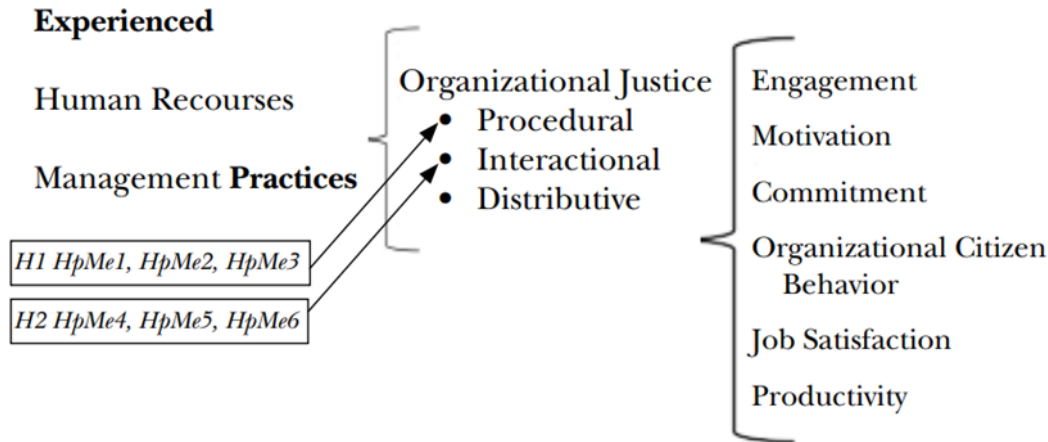 Experienced
Human Recourses
Management Practices
H1 HpMe1, HpMe2, HpMe3
H2 HpMe4, HpMe5, HpMe6
Organizational Justice
• Procedural
• Interactional
• Distributive
Engagement
Motivation
Commitment
Organizational Citizen
Behavior
Job Satisfaction
Productivity